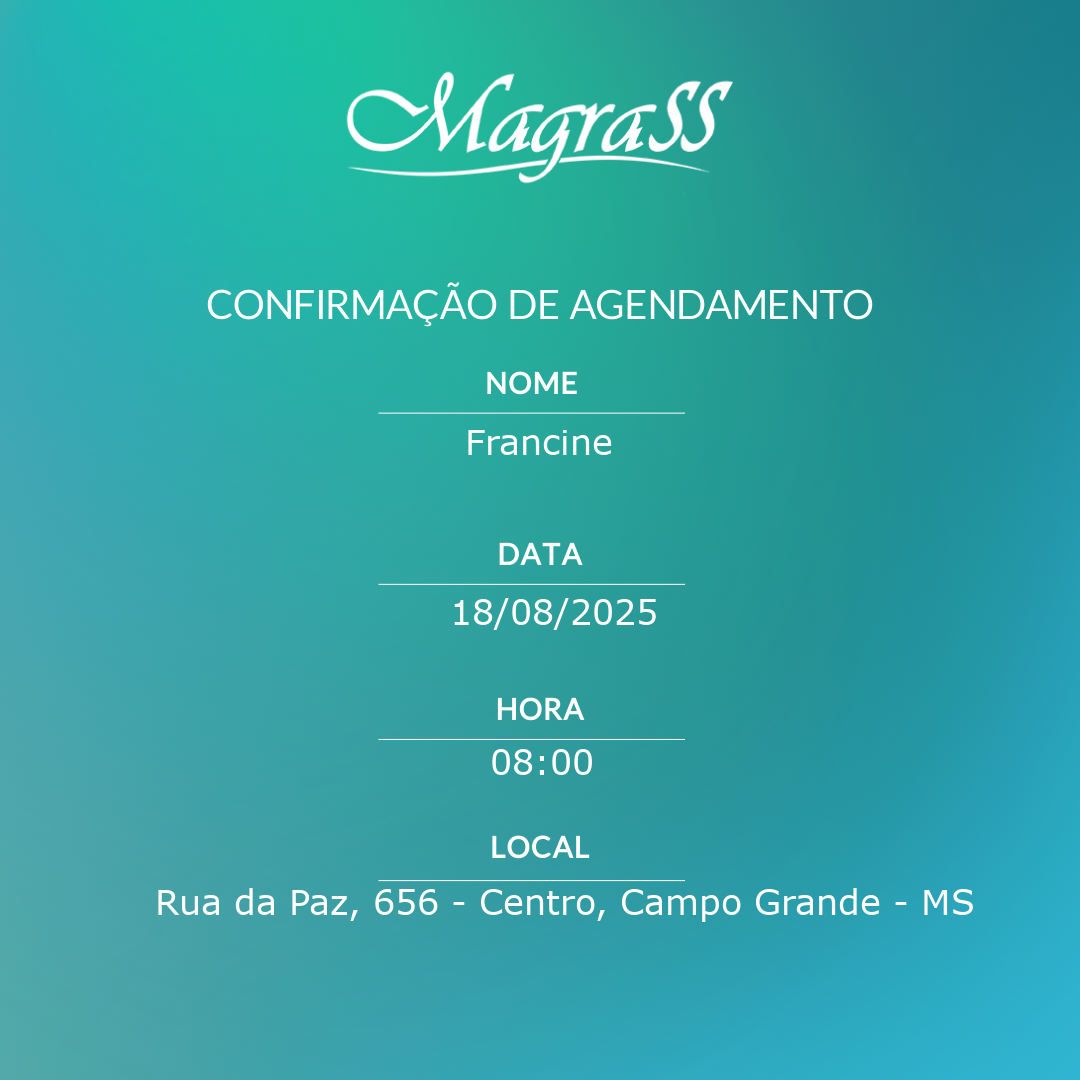 MagraSS
CONFIRMAÇÃO DE AGENDAMENTO
NOME
Francine
DATA
18/08/2025
HORA
08:00
LOCAL
Rua da Paz, 656 - Centro, Campo Grande - MS